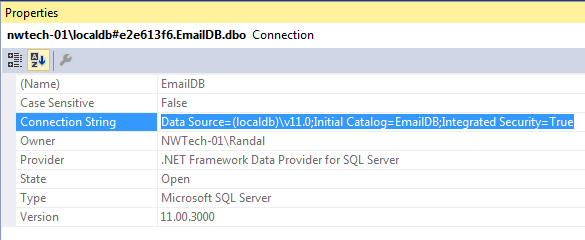 Properties
nwtech-01\localdb#e2e613f6.EmailDB.dbo Connection
(Name) EmailDB
Case Sensitive False
Connection String Data Source=(localdb)\v11.0;Initial Catalog=EmailDB;Integrated Security=True
Owner NWTech-01\Randal
Provider .NET Framework Data Provider for SQL Server
State Open
Type Microsoft SQL Server
Version 11.00.3000